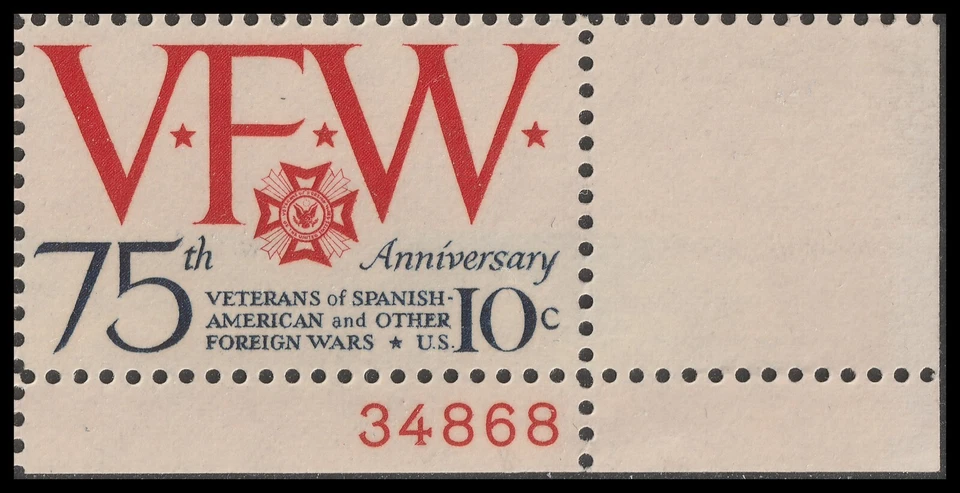 V★F★W★
75th Anniversary
VETERANS of SPANISH-
AMERICAN and OTHER
FOREIGN WARS ★ U.S. 10c
34868